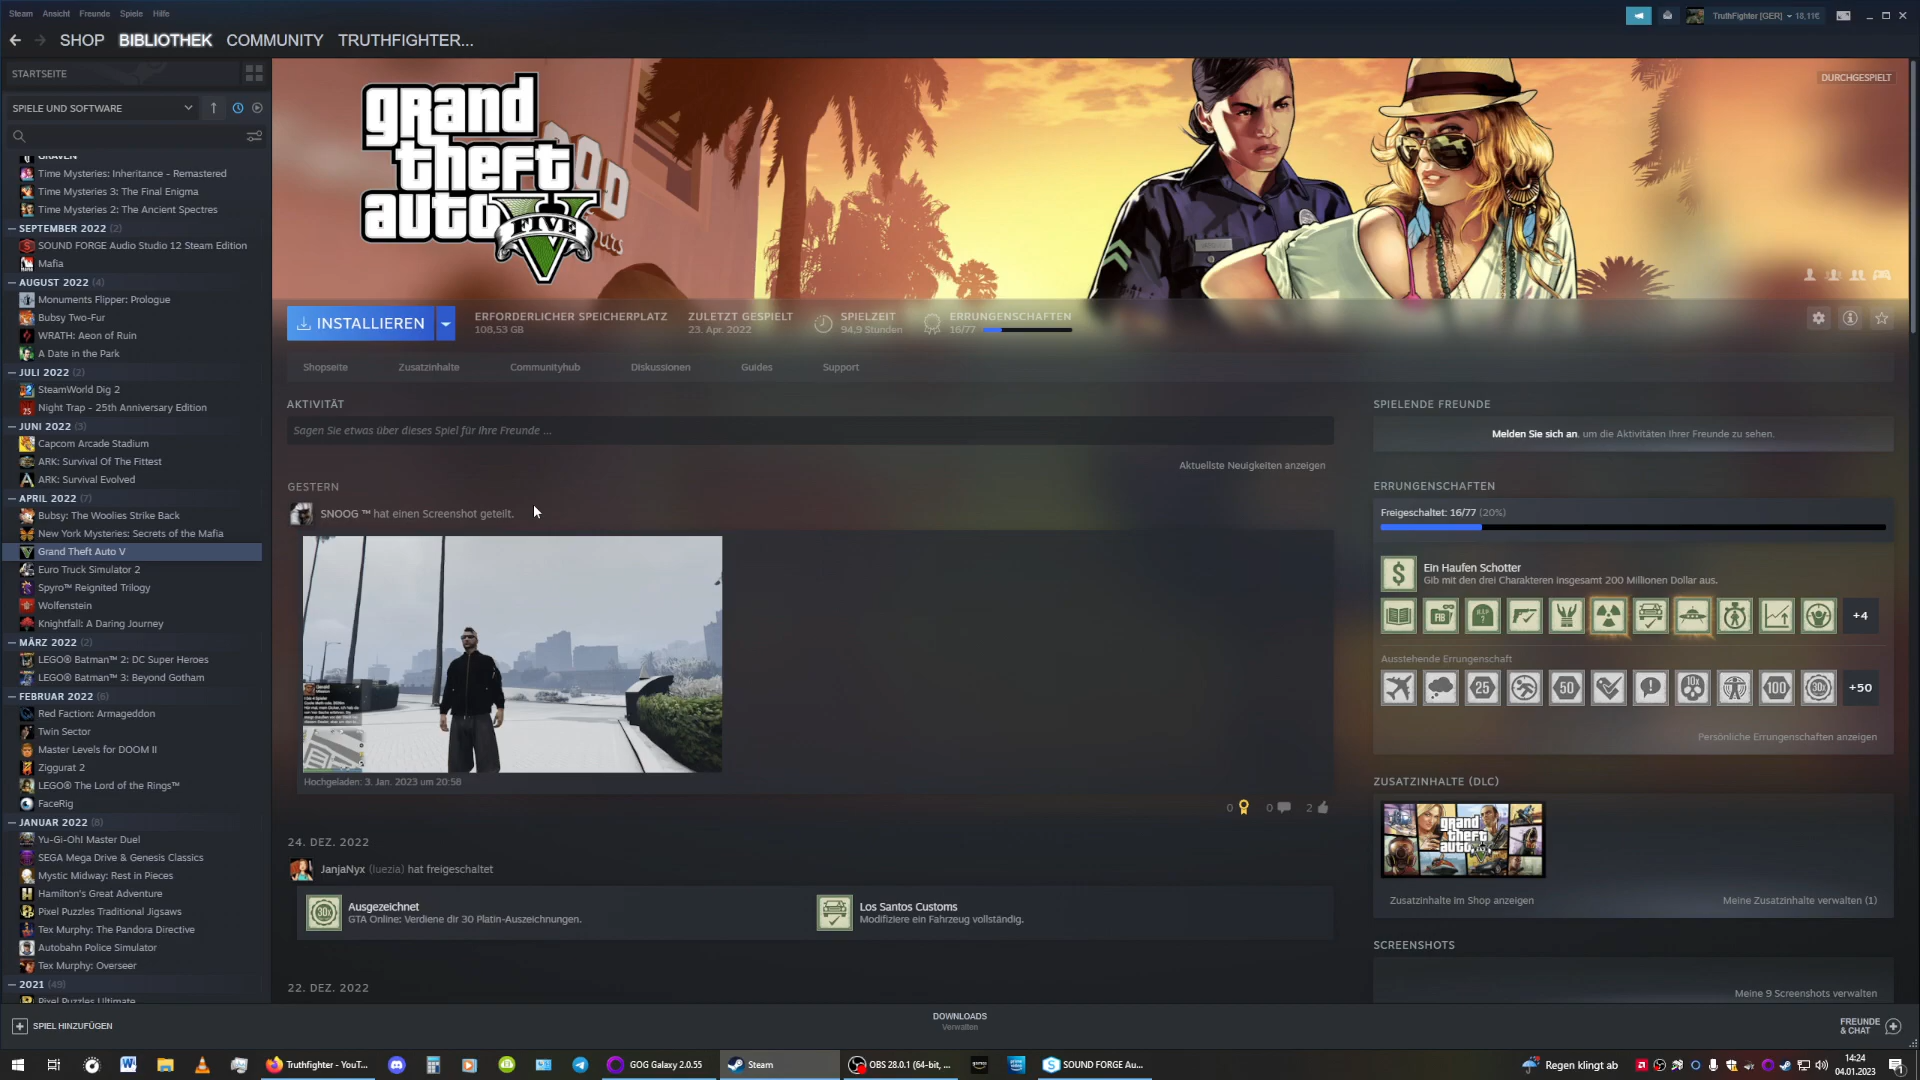 Steam Ansicht Freunde Spiele Hilfe
TruthFighter [GER] 18,11€
SHOP BIBLIOTHEK COMMUNITY TRUTHFIGHTER...
STARTSEITE
SPIELE UND SOFTWARE
GRAVEN
Time Mysteries: Inheritance - Remastered
Time Mysteries 3: The Final Enigma
Time Mysteries 2: The Ancient Spectres
— SEPTEMBER 2022 (2)
SOUND FORGE Audio Studio 12 Steam Edition
Mafia
— AUGUST 2022 (4)
Monuments Flipper: Prologue
Bubsy Two-Fur
WRATH: Aeon of Ruin
A Date in the Park
— JULI 2022 (2)
SteamWorld Dig 2
Night Trap - 25th Anniversary Edition
— JUNI 2022 (3)
Capcom Arcade Stadium
ARK: Survival Of The Fittest
ARK: Survival Evolved
— APRIL 2022 (7)
Bubsy: The Woolies Strike Back
New York Mysteries: Secrets of the Mafia
Grand Theft Auto V
Euro Truck Simulator 2
Spyro™ Reignited Trilogy
Wolfenstein
Knightfall: A Daring Journey
— MÄRZ 2022 (2)
LEGO® Batman™ 2: DC Super Heroes
LEGO® Batman™ 3: Beyond Gotham
— FEBRUAR 2022 (6)
Red Faction: Armageddon
Twin Sector
Master Levels for DOOM II
Ziggurat 2
LEGO® The Lord of the Rings™
FaceRig
— JANUAR 2022 (8)
Yu-Gi-Oh! Master Duel
SEGA Mega Drive & Genesis Classics
Mystic Midway: Rest in Pieces
Hamilton's Great Adventure
Pixel Puzzles Traditional Jigsaws
Tex Murphy: The Pandora Directive
Autobahn Police Simulator
Tex Murphy: Overseer
— 2021 (49)
Pixel Puzzles Ultimate
SPIEL HINZUFÜGEN
grand
theft
auto
V
FIVE
DURCHGESPIELT
INSTALLIEREN
ERFORDERLICHER SPEICHERPLATZ
108,53 GB
ZULETZT GESPIELT
23. Apr. 2022
SPIELZEIT
94,9 Stunden
ERRUNGENSCHAFTEN
16/77
Shopseite Zusatzinhalte Communityhub Diskussionen Guides Support
AKTIVITÄT
Sagen Sie etwas über dieses Spiel für Ihre Freunde ...
Aktuellste Neuigkeiten anzeigen
GESTERN
SNOOG ™ hat einen Screenshot geteilt.
Hochgeladen: 3. Jan. 2023 um 20:58
0 0 2
24. DEZ. 2022
JanjaNyx (luezia) hat freigeschaltet
30x
Ausgezeichnet
GTA Online: Verdiene dir 30 Platin-Auszeichnungen.
Los Santos Customs
Modifiziere ein Fahrzeug vollständig.
22. DEZ. 2022
SPIELENDE FREUNDE
Melden Sie sich an, um die Aktivitäten Ihrer Freunde zu sehen.
ERRUNGENSCHAFTEN
Freigeschaltet: 16/77 (20%)
Ein Haufen Schotter
Gib mit den drei Charakteren insgesamt 200 Millionen Dollar aus.
FIB
+4
Ausstehende Errungenschaft
25 50 10x 100 30x +50
Persönliche Errungenschaften anzeigen
ZUSATZINHALTE (DLC)
grand
theft
auto
Zusatzinhalte im Shop anzeigen
Meine Zusatzinhalte verwalten (1)
SCREENSHOTS
Meine 9 Screenshots verwalten
DOWNLOADS
Verwalten
FREUNDE
& CHAT
Truthfighter - YouT...
GOG Galaxy 2.0.55
Steam
OBS 28.0.1 (64-bit, ...
SOUND FORGE Au...
Regen klingt ab
14:24
04.01.2023